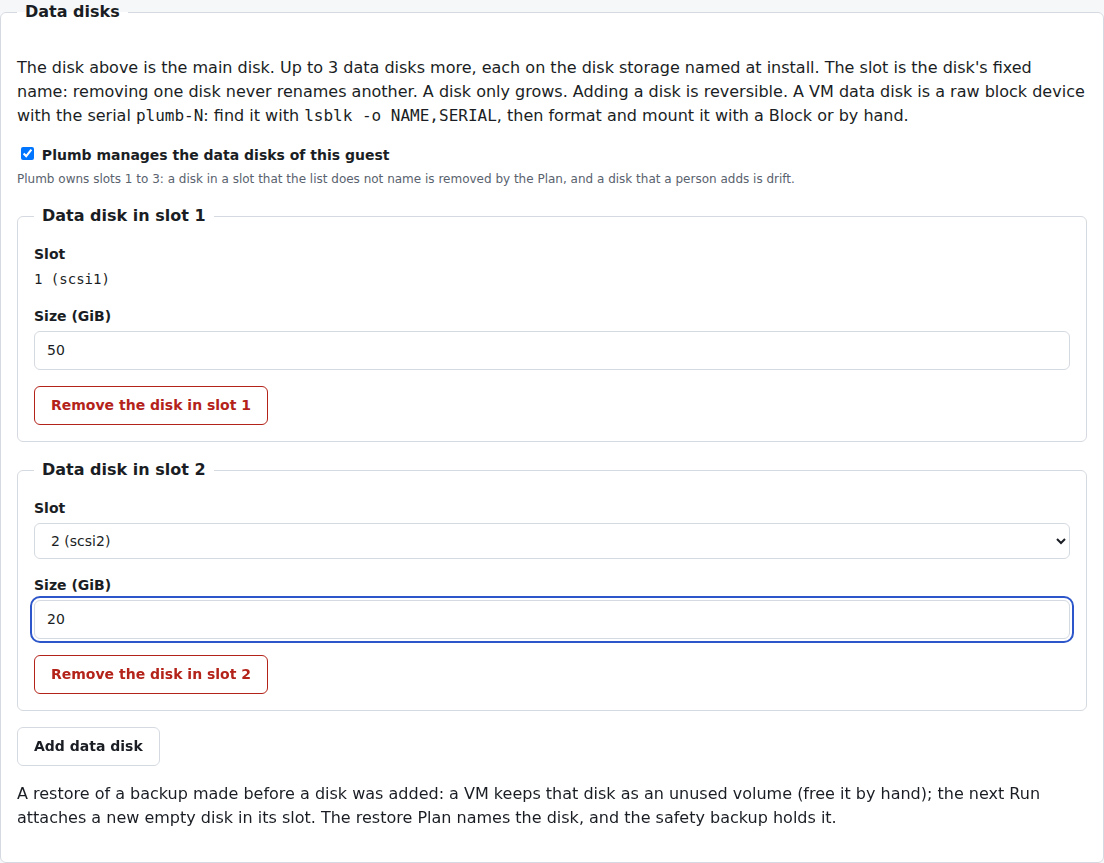 Data disks
The disk above is the main disk. Up to 3 data disks more, each on the disk storage named at install. The slot is the disk's fixed
name: removing one disk never renames another. A disk only grows. Adding a disk is reversible. A VM data disk is a raw block device
with the serial plumb-N: find it with lsblk -o NAME,SERIAL, then format and mount it with a Block or by hand.
Plumb manages the data disks of this guest
Plumb owns slots 1 to 3: a disk in a slot that the list does not name is removed by the Plan, and a disk that a person adds is drift.
Data disk in slot 1
Slot
1 (scsi1)
Size (GiB)
50
Remove the disk in slot 1
Data disk in slot 2
Slot
2 (scsi2)
Size (GiB)
20
Remove the disk in slot 2
Add data disk
A restore of a backup made before a disk was added: a VM keeps that disk as an unused volume (free it by hand); the next Run
attaches a new empty disk in its slot. The restore Plan names the disk, and the safety backup holds it.